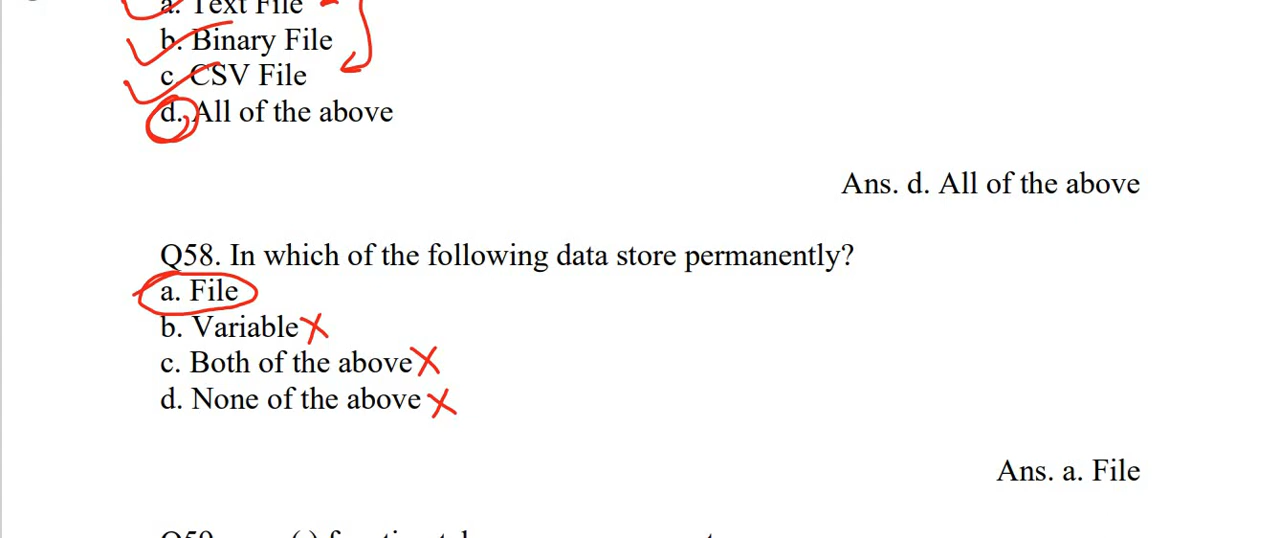 a. Text File
b. Binary File
c. CSV File
d. All of the above
Ans. d. All of the above
Q58. In which of the following data store permanently?
a. File
b. Variable
c. Both of the above
d. None of the above
Ans. a. File